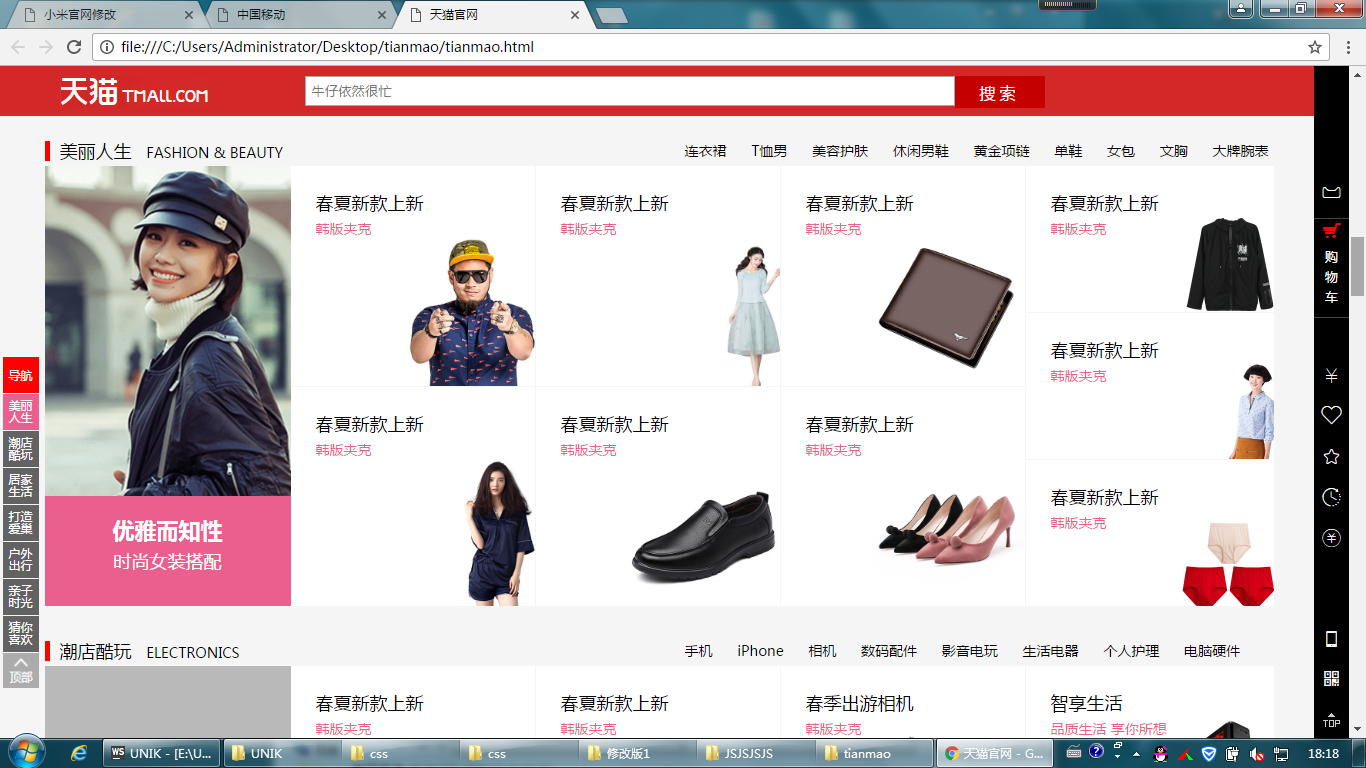 小米官网修改
中国移动
天猫官网
file:///C:/Users/Administrator/Desktop/tianmao/tianmao.html
天猫 TMALL.COM
牛仔依然很忙
搜 索
美丽人生 FASHION & BEAUTY
连衣裙 T恤男 美容护肤 休闲男鞋 黄金项链 单鞋 女包 文胸 大牌腕表
优雅而知性
时尚女装搭配
春夏新款上新
韩版夹克
春夏新款上新
韩版夹克
春夏新款上新
韩版夹克
春夏新款上新
韩版夹克
春夏新款上新
韩版夹克
春夏新款上新
韩版夹克
春夏新款上新
韩版夹克
春夏新款上新
韩版夹克
春夏新款上新
韩版夹克
导航
美丽
人生
潮店
酷玩
居家
生活
打造
爱巢
户外
出行
亲子
时光
猜你
喜欢
顶部
购
物
车
TOP
潮店酷玩 ELECTRONICS
手机 iPhone 相机 数码配件 影音电玩 生活电器 个人护理 电脑硬件
春夏新款上新
韩版夹克
春夏新款上新
韩版夹克
春季出游相机
韩版夹克
智享生活
品质生活 享你所想
UNIK - [E:\U...
UNIK
css
css
修改版1
JSJSJSJS
tianmao
天猫官网 - G...
18:18